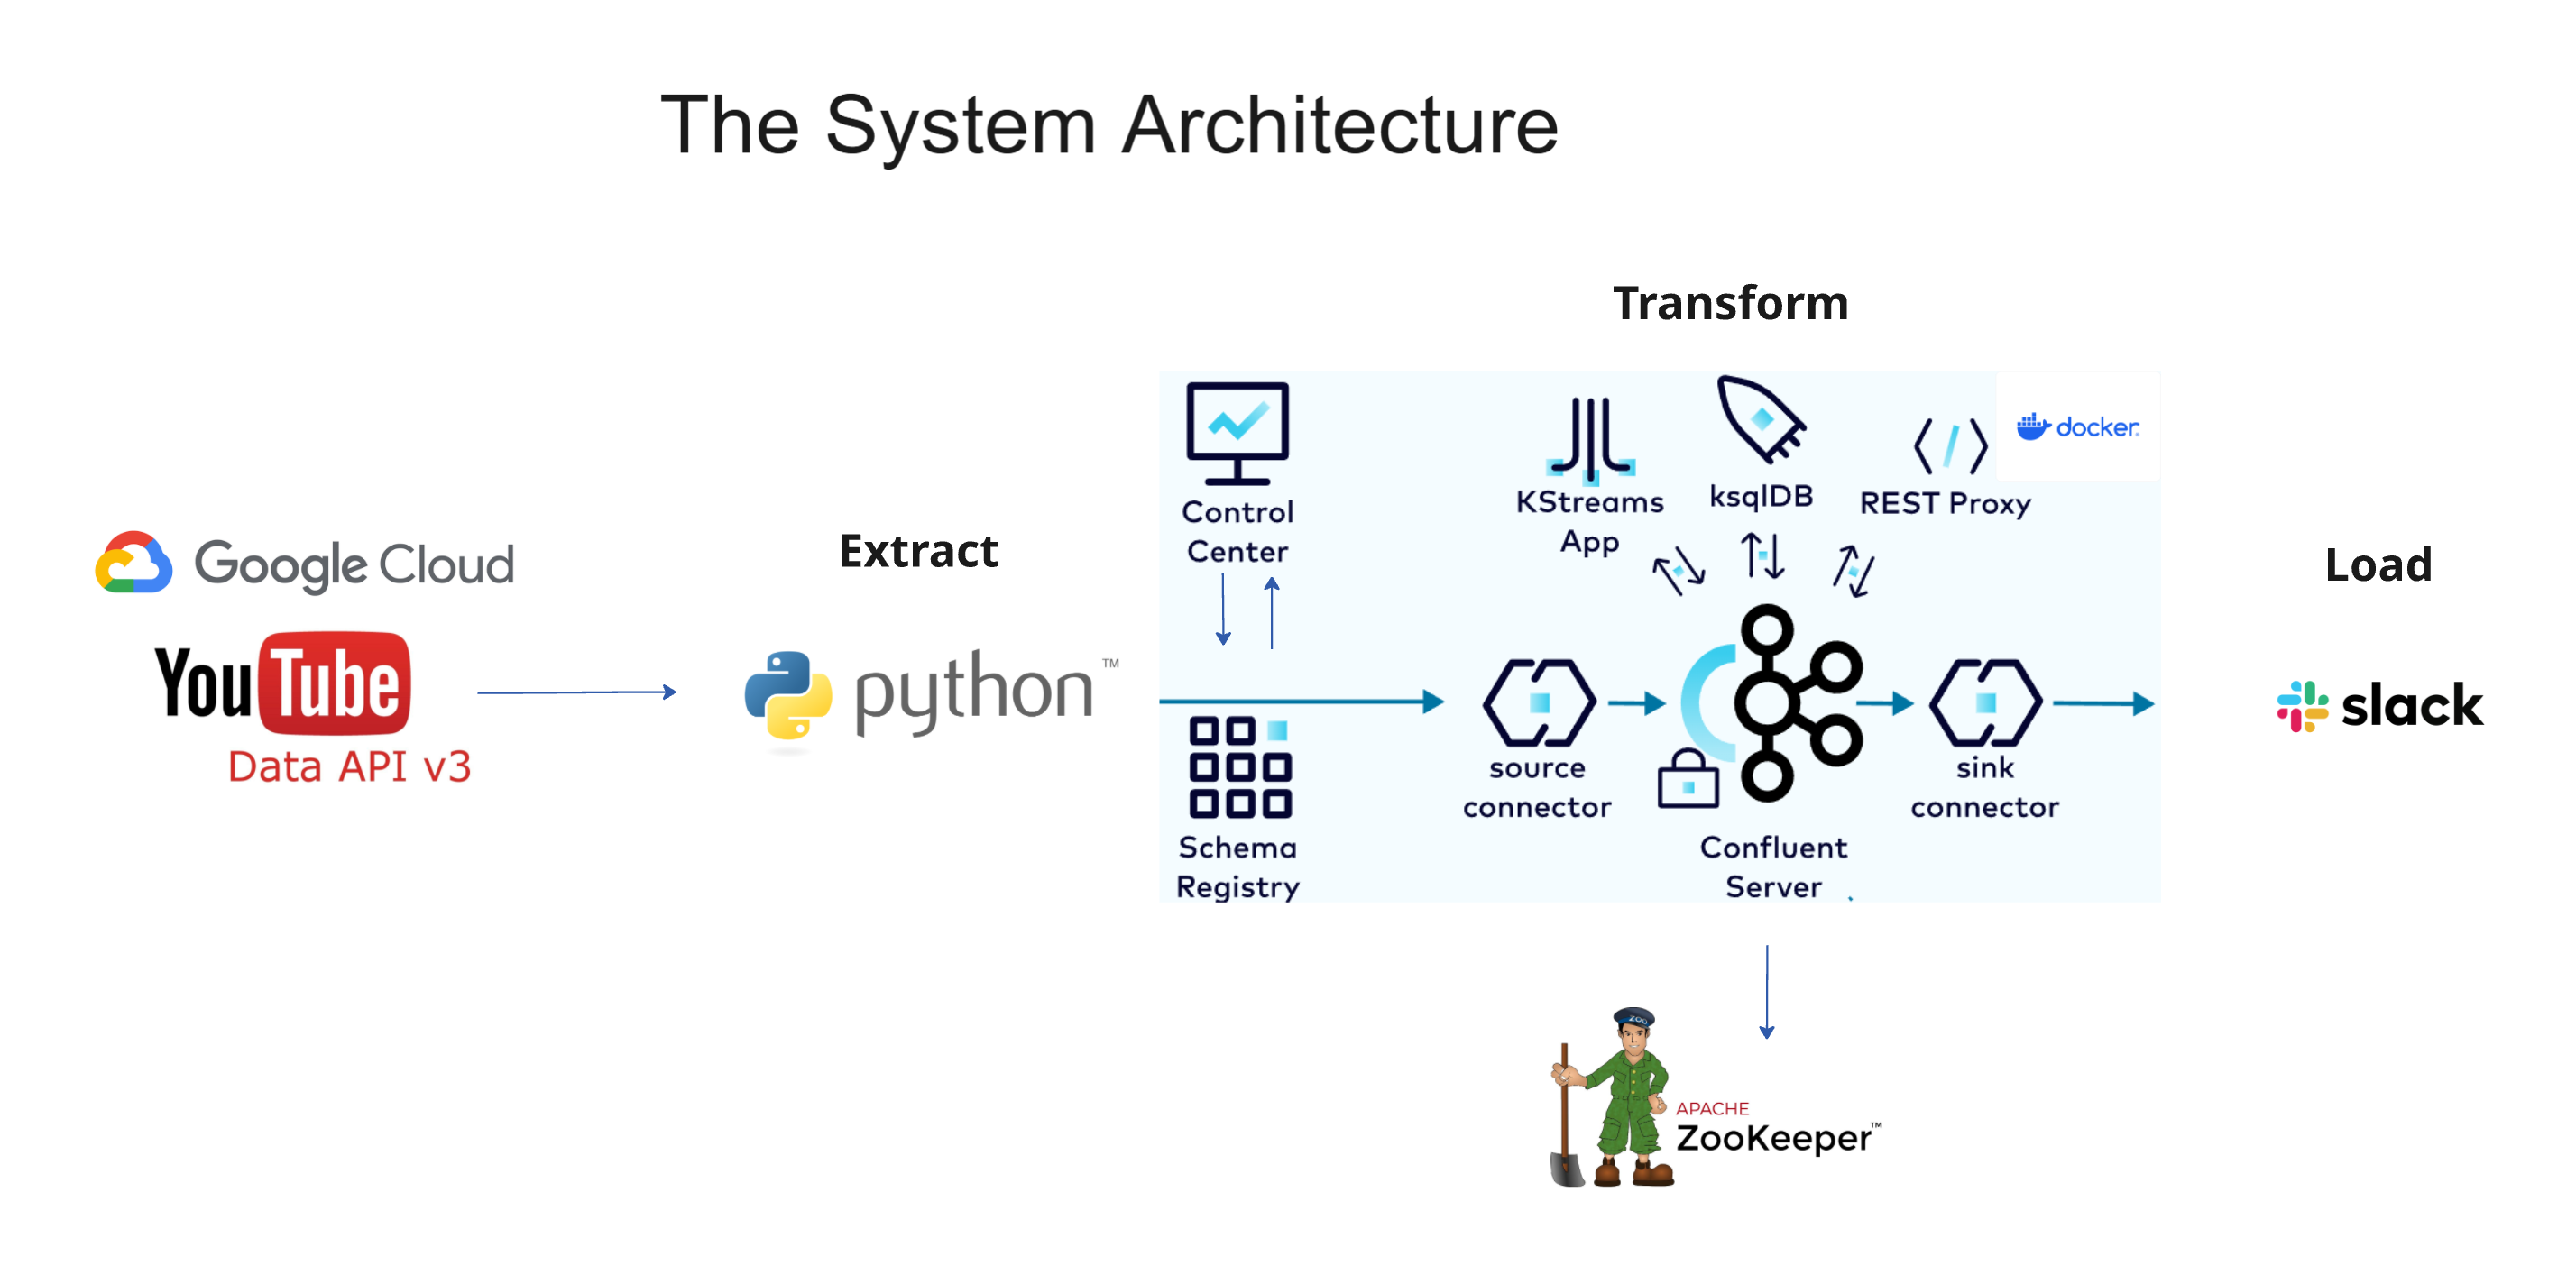 The System Architecture
Transform
Control
Center
KStreams
App
ksqlDB
REST Proxy
docker
Google Cloud
YouTube
Data API v3
Extract
python™
Load
slack
source
connector
sink
connector
Schema
Registry
Confluent
Server
ZOO
APACHE
ZooKeeper™